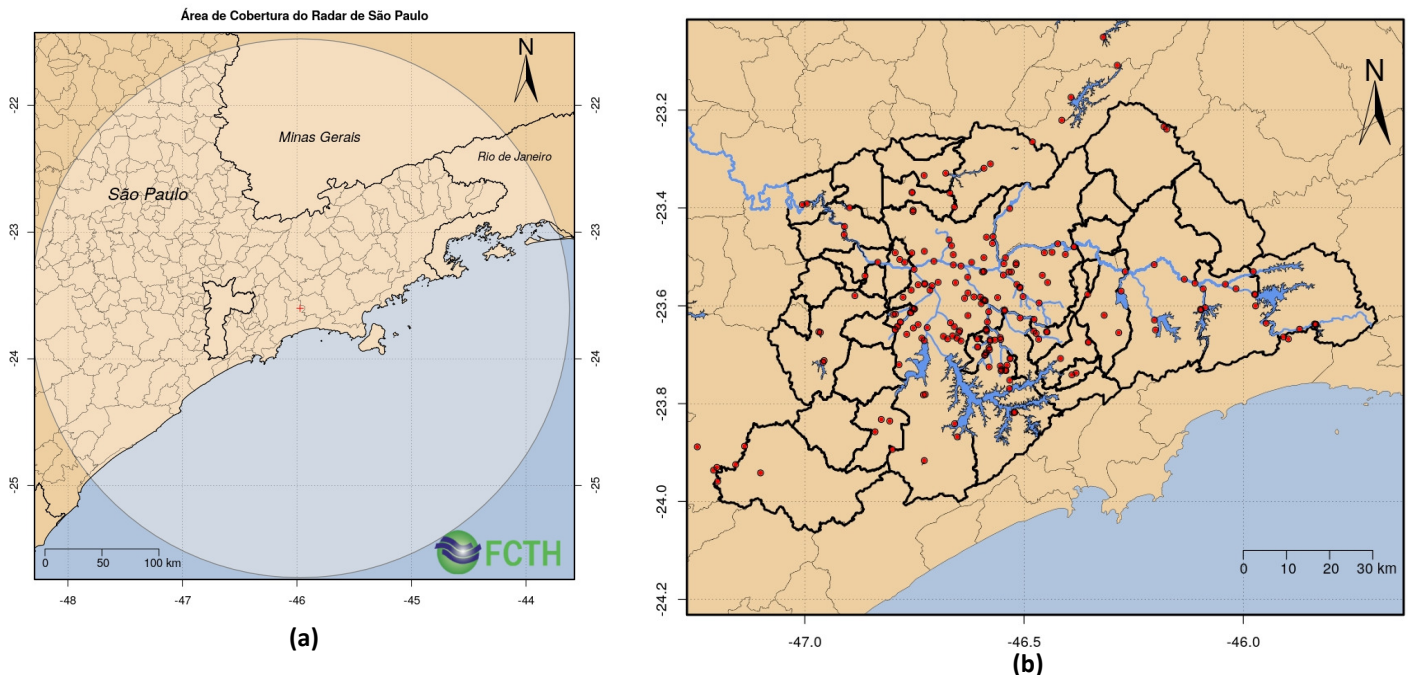 Área de Cobertura do Radar de São Paulo
N
Minas Gerais
Rio de Janeiro
São Paulo
-22
-23
-24
-25
-22
-23
-24
-25
0 50 100 km
FCTH
-48 -47 -46 -45 -44
(a)
N
-23.2
-23.4
-23.6
-23.8
-24.0
-24.2
0 10 20 30 km
-47.0 -46.5 -46.0
(b)